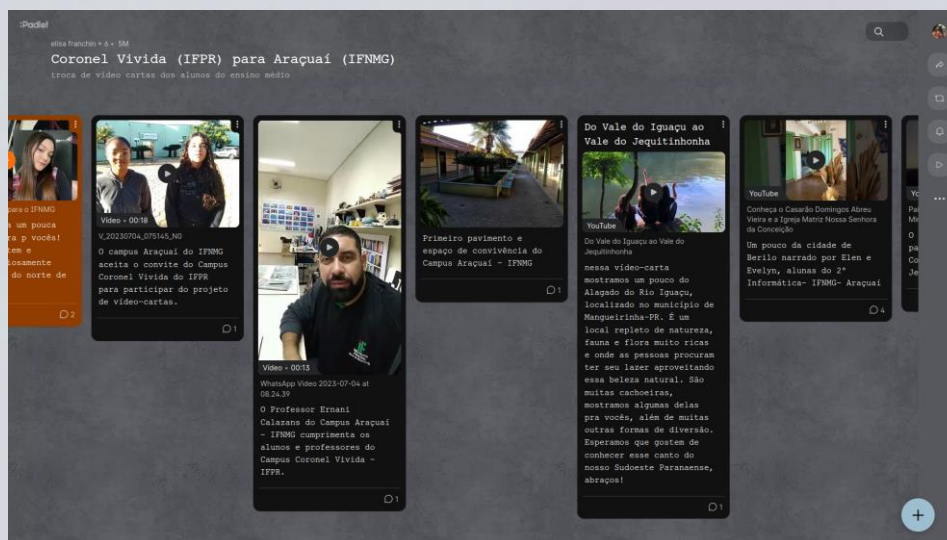 :Padlet
elisa franchin + 6 • 5M
Coronel Vivida (IFPR) para Araçuaí (IFNMG)
troca de vídeo cartas dos alunos do ensino médio
para o IFNMG
um pouca
ra p vocês!
tem e
iosamente
do norte de
2
Vídeo - 00:18
V_20230704_075145_N0
O campus Araçuaí do IFNMG
aceita o convite do Campus
Coronel Vivida do IFPR
para participar do projeto
de vídeo-cartas.
1
Vídeo - 00:13
WhatsApp Video 2023-07-04 at
08.24.39
O Professor Ernani
Calazans do Campus Araçuaí
- IFNMG cumprimenta os
alunos e professores do
Campus Coronel Vivida -
IFPR.
1
Primeiro pavimento e
espaço de convivência do
Campus Araçuaí - IFNMG
1
Do Vale do Iguaçu ao
Vale do Jequitinhonha
YouTube
Do Vale do Iguaçu ao Vale do
Jequitinhonha
nessa vídeo-carta
mostramos um pouco do
Alagado do Rio Iguaçu,
localizado no município de
Mangueirinha-PR. É um
local repleto de natureza,
fauna e flora muito ricas
e onde as pessoas procuram
ter seu lazer aproveitando
essa beleza natural. São
muitas cachoeiras,
mostramos algumas delas
pra vocês, além de muitas
outras formas de diversão.
Esperamos que gostem de
conhecer esse canto do
nosso Sudoeste Paranaense,
abraços!
1
YouTube
Conheça o Casarão Domingos Abreu
Vieira e a Igreja Matriz Nossa Senhora
da Conceição
Um pouco da cidade de
Berilo narrado por Elen e
Evelyn, alunas do 2°
Informática- IFNMG- Araçuaí
4
Yo
Pai
Mi
O
pa
Co
Je